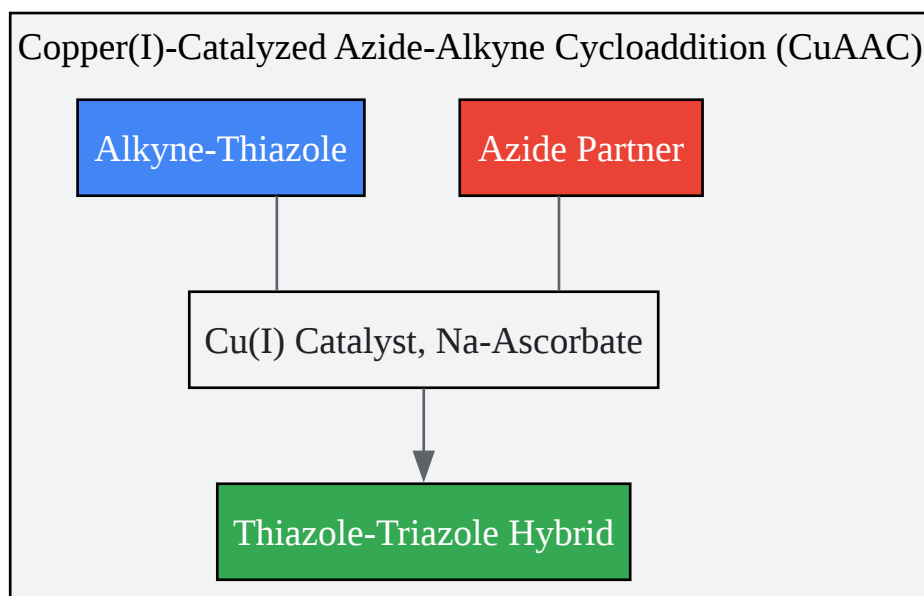 Copper(I)-Catalyzed Azide-Alkyne Cycloaddition (CuAAC)
Alkyne-Thiazole
Azide Partner
Cu(I) Catalyst, Na-Ascorbate
Thiazole-Triazole Hybrid